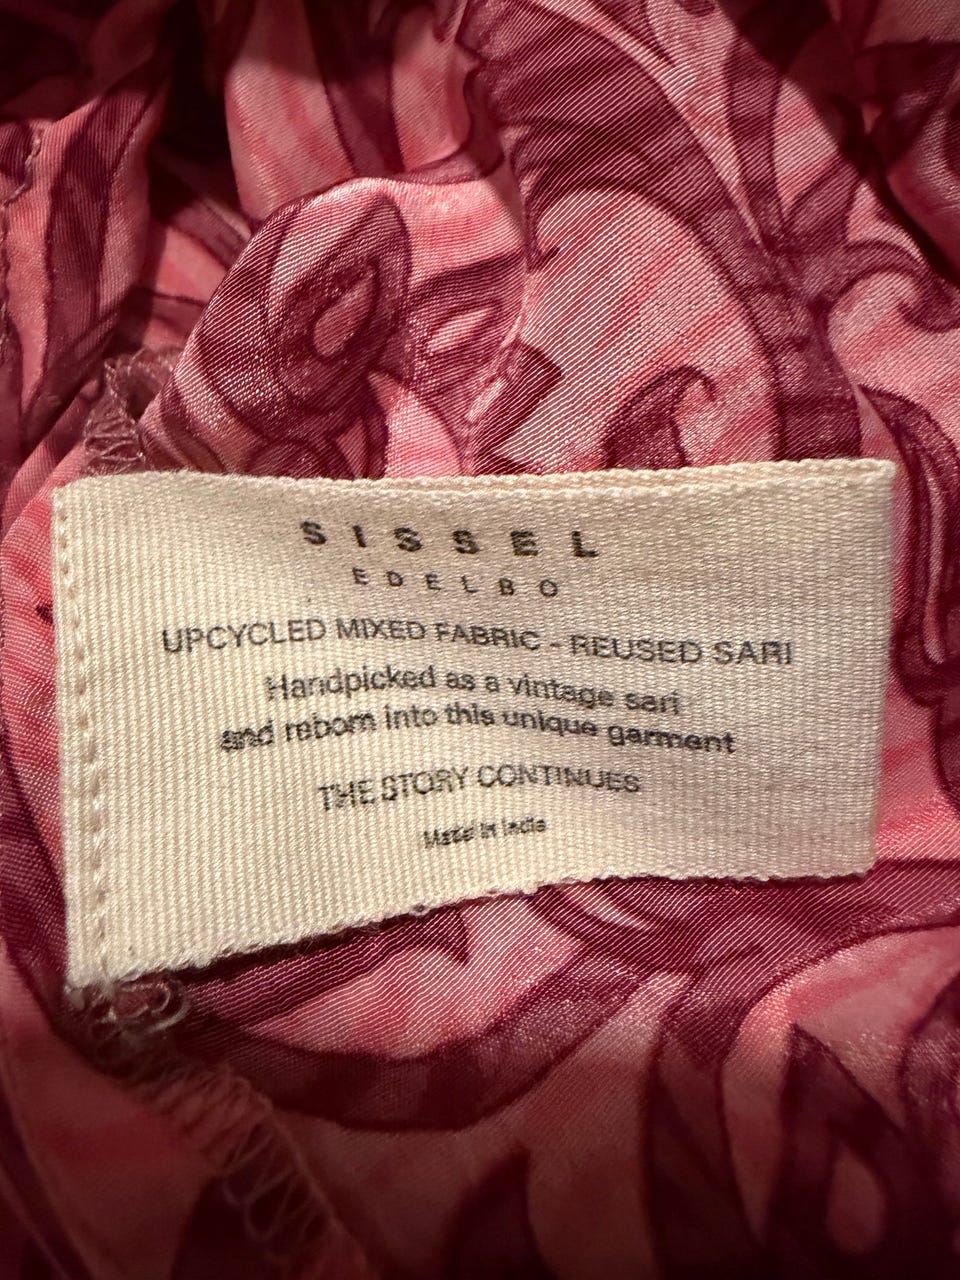 SISSEL
EDELBO
UPCYCLED MIXED FABRIC - REUSED SARI
Handpicked as a vintage sari
and reborn into this unique garment
THE STORY CONTINUES
Made in India